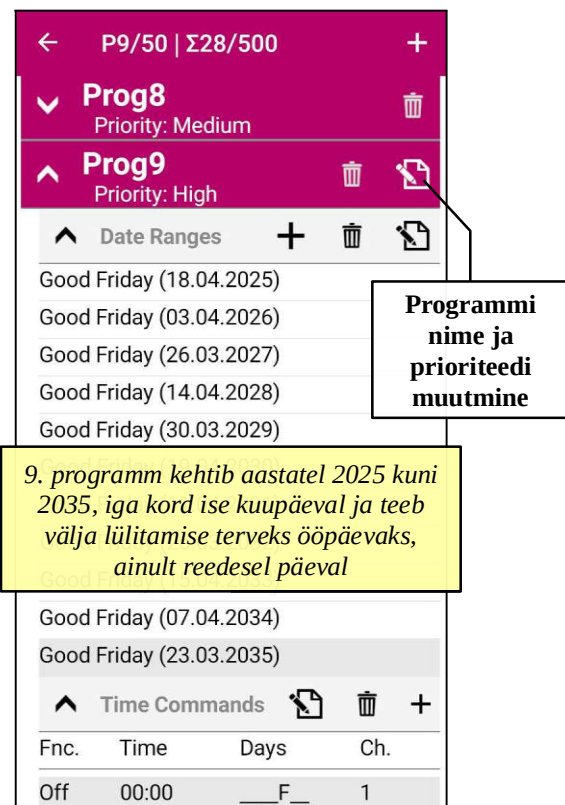 P9/50 | Σ28/500
Prog8
Priority: Medium
Prog9
Priority: High
Date Ranges
Good Friday (18.04.2025)
Good Friday (03.04.2026)
Good Friday (26.03.2027)
Good Friday (14.04.2028)
Good Friday (30.03.2029)
Programmi
nime ja
prioriteedi
muutmine
9. programm kehtib aastatel 2025 kuni
2035, iga kord ise kuupäeval ja teeb
välja lülitamise terveks ööpäevaks,
ainult reedesel päeval
Good Friday (07.04.2034)
Good Friday (23.03.2035)
Time Commands
Fnc. Time Days Ch.
Off 00:00 ____F__ 1